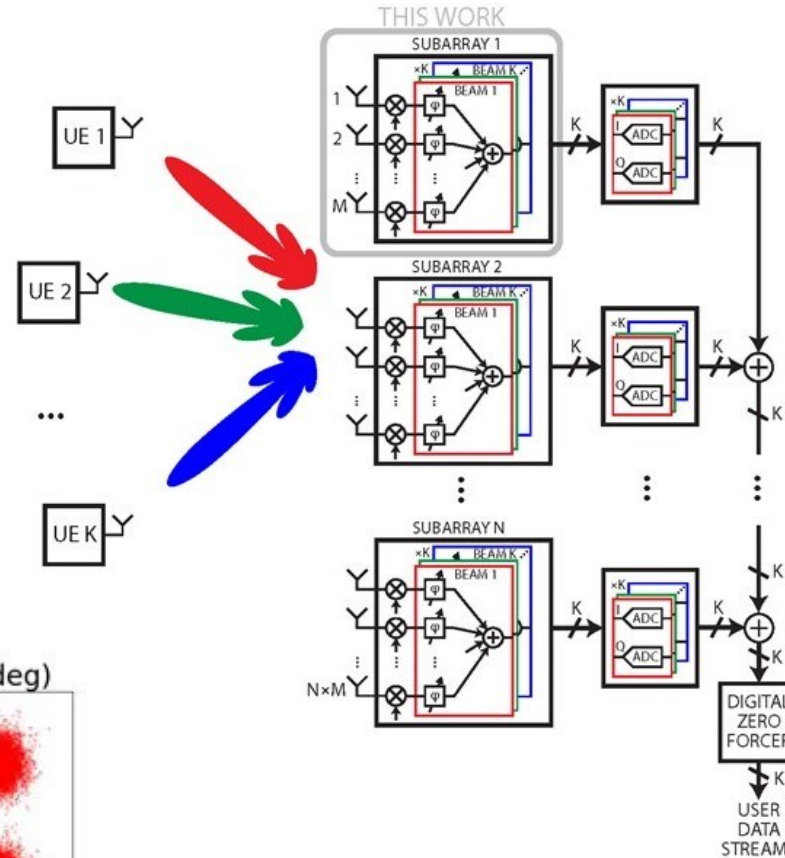 THIS WORK
SUBARRAY 1
×K
BEAM K
BEAM 1
1
φ
2
φ
M
φ
K
×K
I
ADC
Q
ADC
K
UE 1
UE 2
UE K
SUBARRAY 2
×K
BEAM K
BEAM 1
φ
φ
φ
K
×K
I
ADC
Q
ADC
K
K
SUBARRAY N
×K
BEAM K
BEAM 1
φ
φ
N×M
φ
K
×K
I
ADC
Q
ADC
K
K
K
DIGITAL
ZERO
FORCER
K
USER
DATA
STREAM
deg)